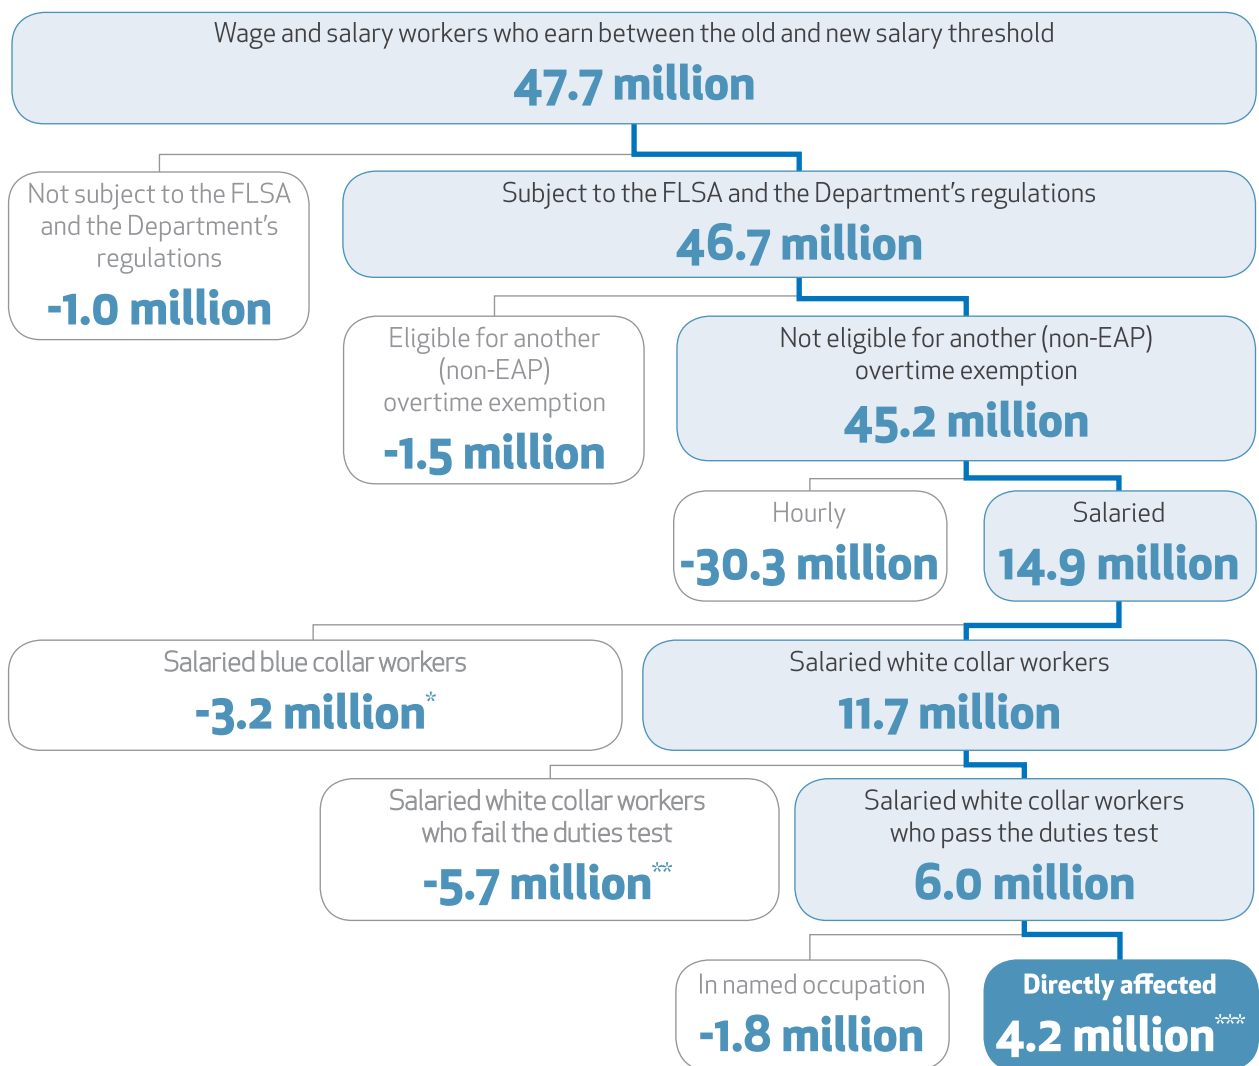 Wage and salary workers who earn between the old and new salary threshold
47.7 million
Not subject to the FLSA
and the Department's
regulations
-1.0 million
Subject to the FLSA and the Department's regulations
46.7 million
Eligible for another
(non-EAP)
overtime exemption
-1.5 million
Not eligible for another (non-EAP)
overtime exemption
45.2 million
Hourly
-30.3 million
Salaried
14.9 million
Salaried blue collar workers
-3.2 million*
Salaried white collar workers
11.7 million
Salaried white collar workers
who fail the duties test
-5.7 million**
Salaried white collar workers
who pass the duties test
6.0 million
In named occupation
-1.8 million
Directly affected
4.2 million***